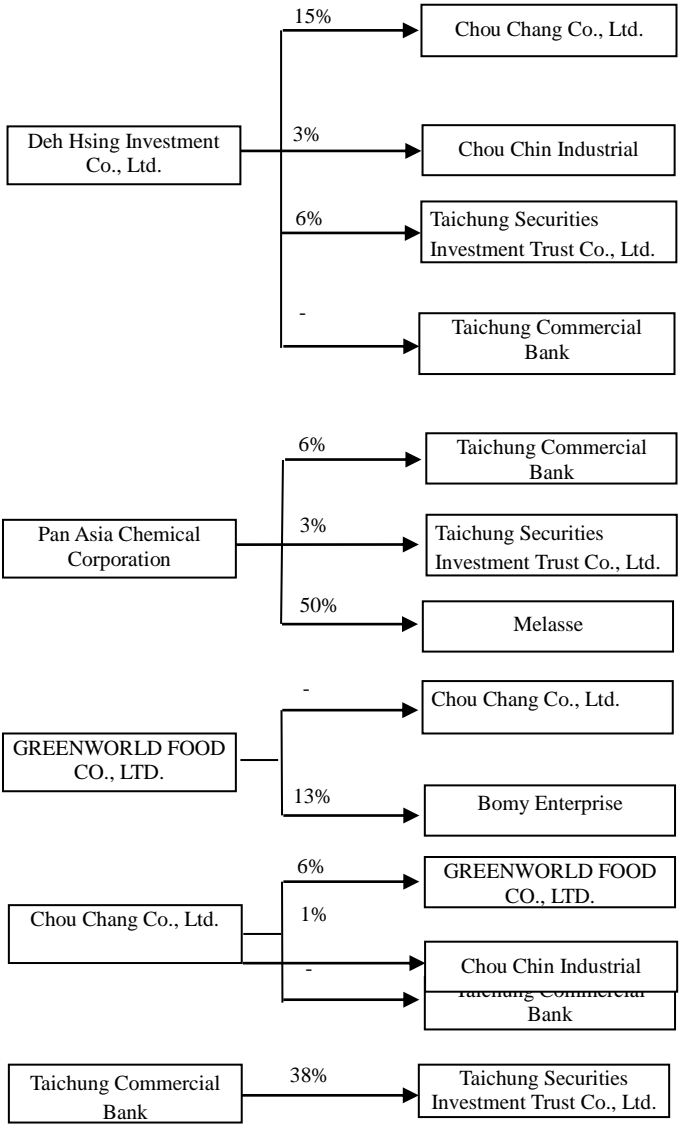 15%
Chou Chang Co., Ltd.
Deh Hsing Investment
Co., Ltd.
3%
Chou Chin Industrial
6%
Taichung Securities
Investment Trust Co., Ltd.
-
Taichung Commercial
Bank
6%
Taichung Commercial
Bank
Pan Asia Chemical
Corporation
3%
Taichung Securities
Investment Trust Co., Ltd.
50%
Melasse
-
Chou Chang Co., Ltd.
GREENWORLD FOOD
CO., LTD.
13%
Bomy Enterprise
6%
GREENWORLD FOOD
CO., LTD.
Chou Chang Co., Ltd.
1%
Chou Chin Industrial
-
Taichung Commercial
Bank
Taichung Commercial
Bank
38%
Taichung Securities
Investment Trust Co., Ltd.